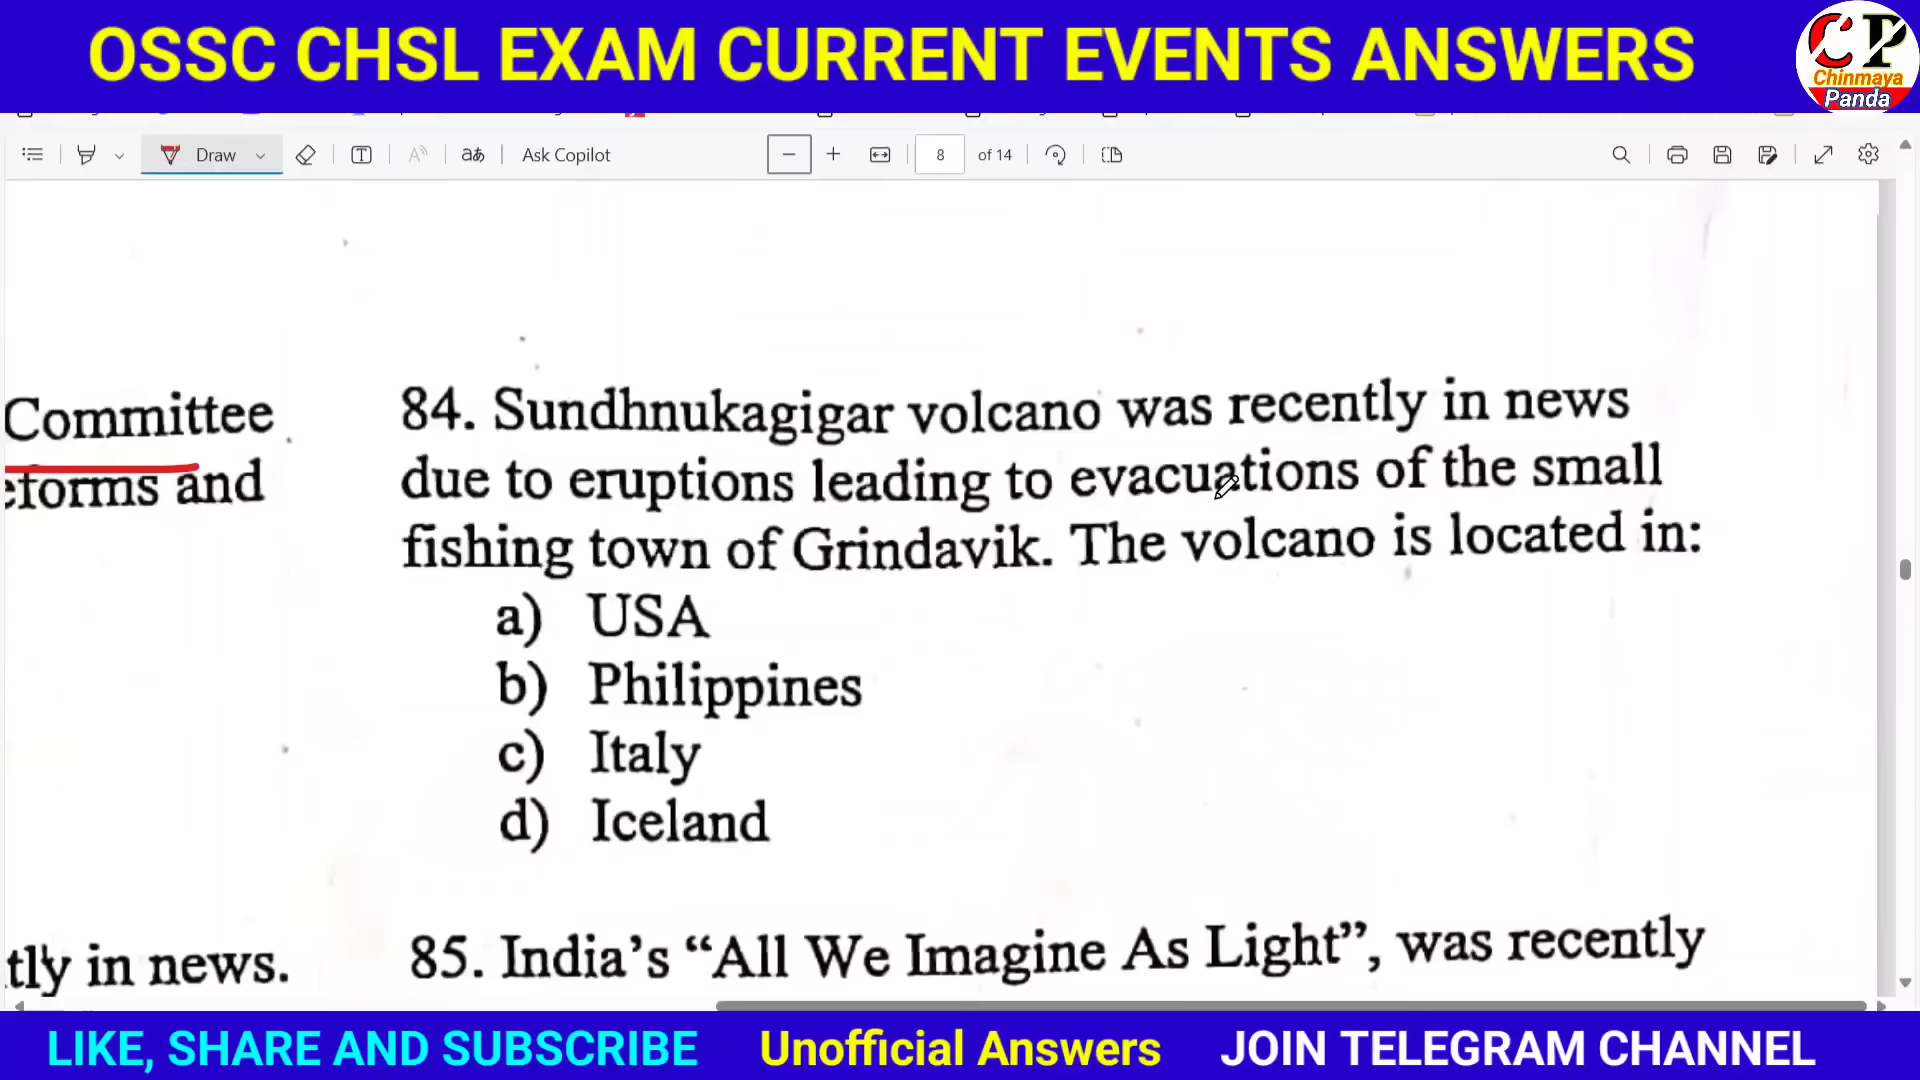 OSSC CHSL EXAM CURRENT EVENTS ANSWERS
CP
Chinmaya
Panda
Draw
T
aあ
Ask Copilot
8 of 14
Committee
eforms and
tly in news.
84. Sundhnukagigar volcano was recently in news
due to eruptions leading to evacuations of the small
fishing town of Grindavik. The volcano is located in:
a) USA
b) Philippines
c) Italy
d) Iceland
85. India's “All We Imagine As Light”, was recently
LIKE, SHARE AND SUBSCRIBE Unofficial Answers JOIN TELEGRAM CHANNEL